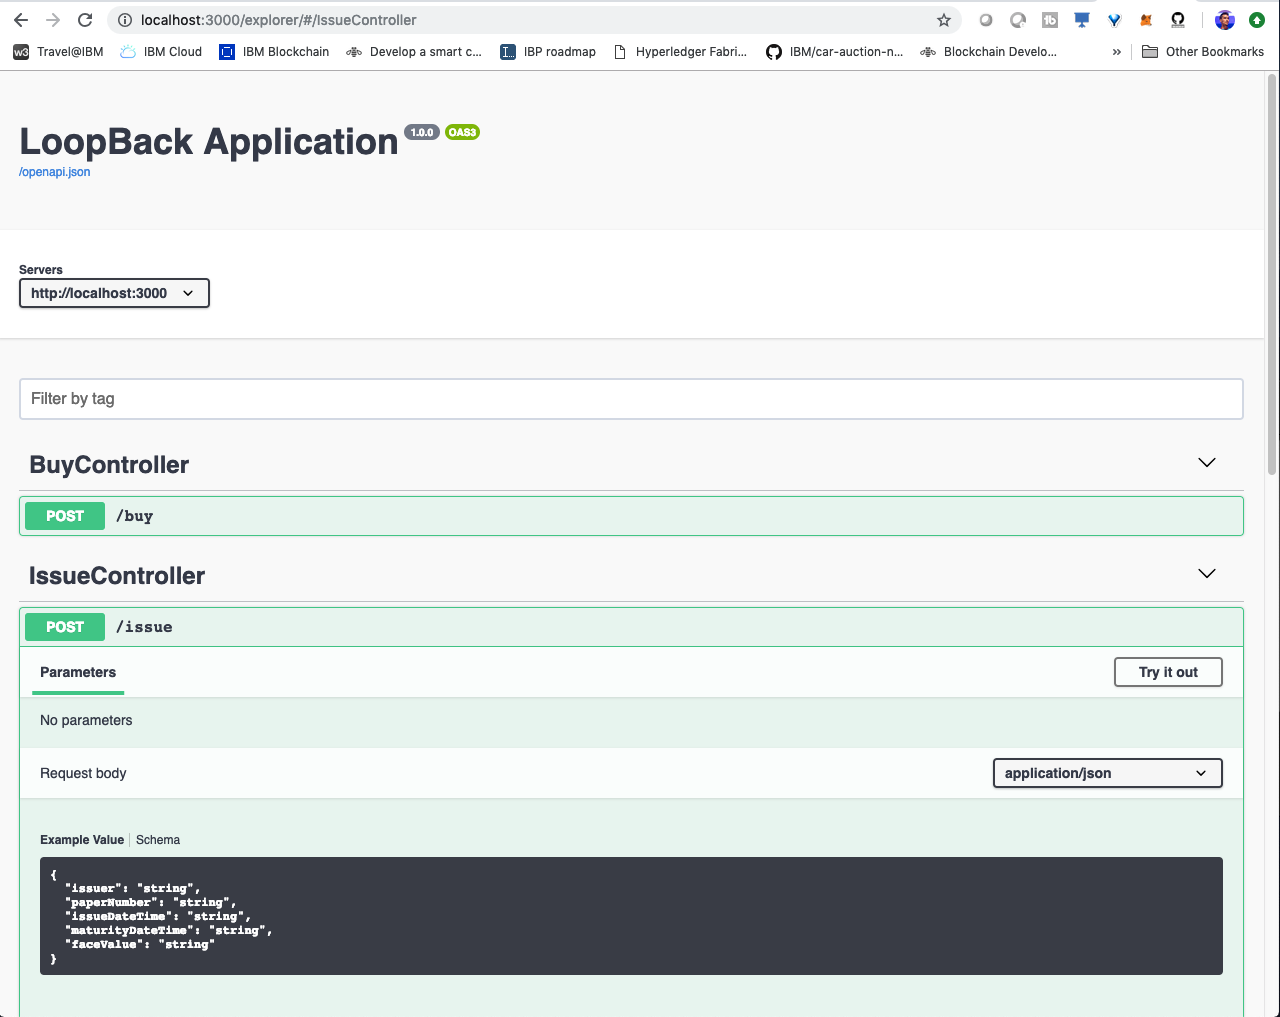 localhost:3000/explorer/#/IssueController
w3 Travel@IBM IBM Cloud IBM Blockchain Develop a smart c... IBP roadmap Hyperledger Fabri... IBM/car-auction-n... Blockchain Develo... » Other Bookmarks
LoopBack Application 1.0.0 OAS3
/openapi.json
Servers
http://localhost:3000
Filter by tag
BuyController
POST /buy
IssueController
POST /issue
Parameters Try it out
No parameters
Request body application/json
Example Value Schema
{
"issuer": "string",
"paperNumber": "string",
"issueDateTime": "string",
"maturityDateTime": "string",
"faceValue": "string"
}